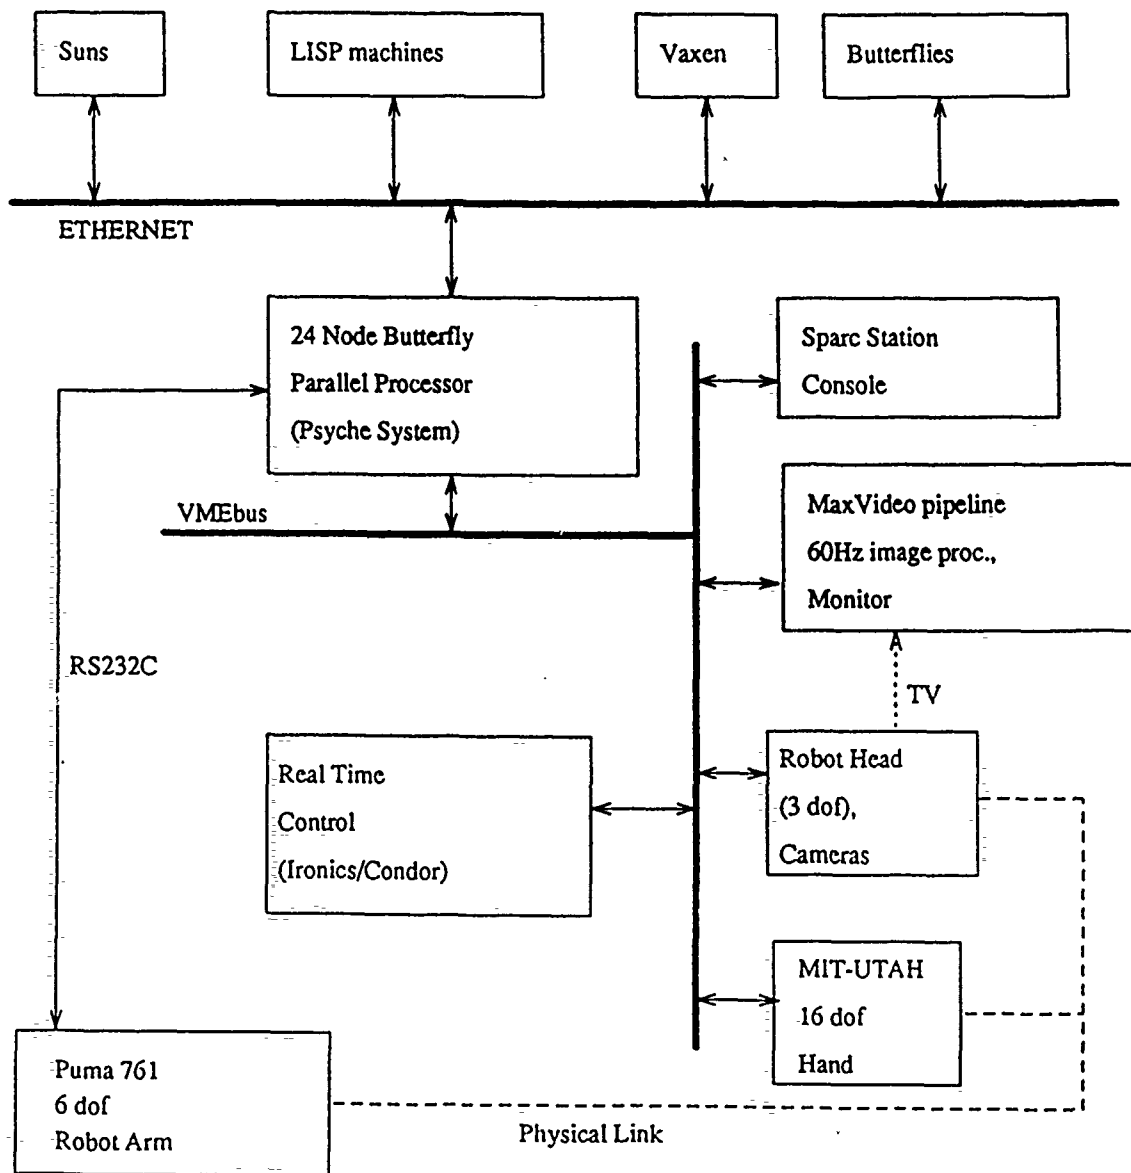 Suns
LISP machines
Vaxen
Butterflies
ETHERNET
24 Node Butterfly
Parallel Processor
(Psyche System)
Sparc Station
Console
VMEbus
MaxVideo pipeline
60Hz image proc.,
Monitor
RS232C
TV
Real Time
Control
(Ironics/Condor)
Robot Head
(3 dof),
Cameras
MIT-UTAH
16 dof
Hand
Puma 761
6 dof
Robot Arm
Physical Link